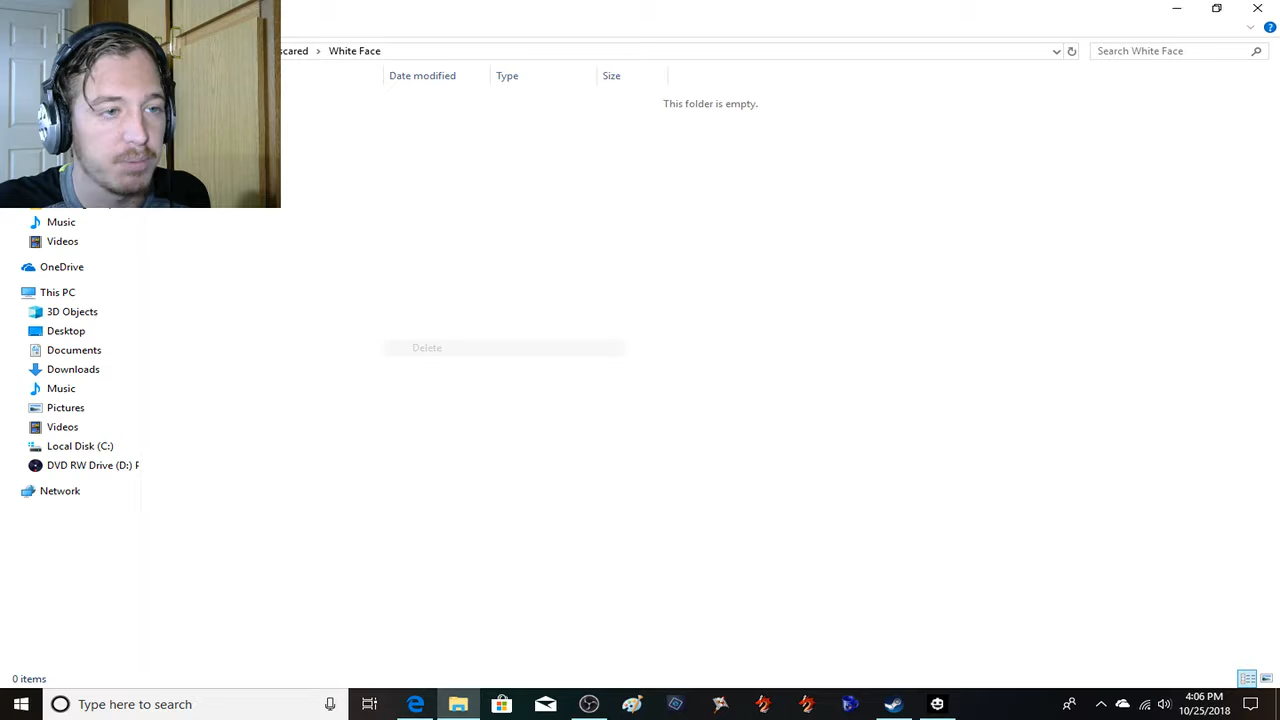 scared > White Face
Search White Face
Date modified
Type
Size
This folder is empty.
Music
Videos
OneDrive
This PC
3D Objects
Desktop
Delete
Documents
Downloads
Music
Pictures
Videos
Local Disk (C:)
DVD RW Drive (D:) F
Network
0 items
Type here to search
4:06 PM
10/25/2018